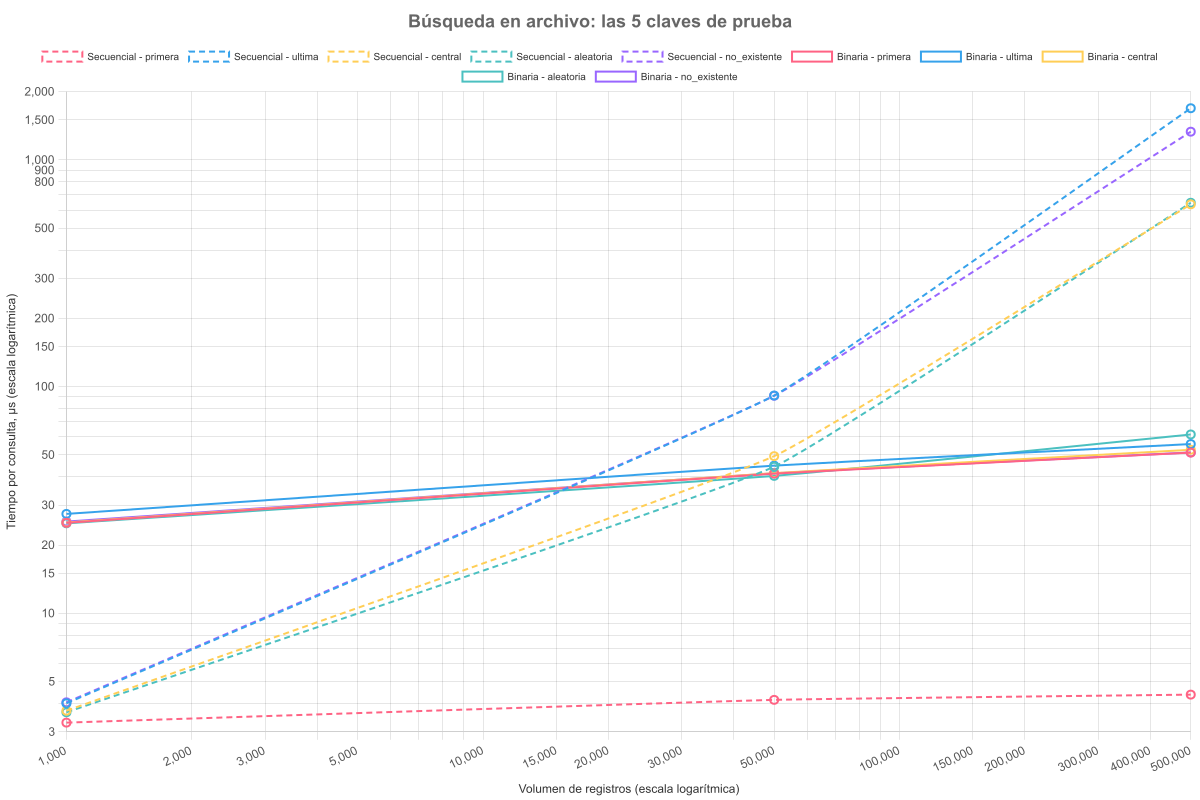 Búsqueda en archivo: las 5 claves de prueba
Secuencial - primera Secuencial - ultima Secuencial - central Secuencial - aleatoria Secuencial - no_existente Binaria - primera Binaria - ultima Binaria - central
Binaria - aleatoria Binaria - no_existente
Tiempo por consulta, µs (escala logarítmica)
2,000
1,500
1,000
900
800
500
300
200
150
100
50
30
20
15
10
5
3
1,000 2,000 3,000 5,000 10,000 15,000 20,000 30,000 50,000 100,000 150,000 200,000 300,000 400,000 500,000
Volumen de registros (escala logarítmica)